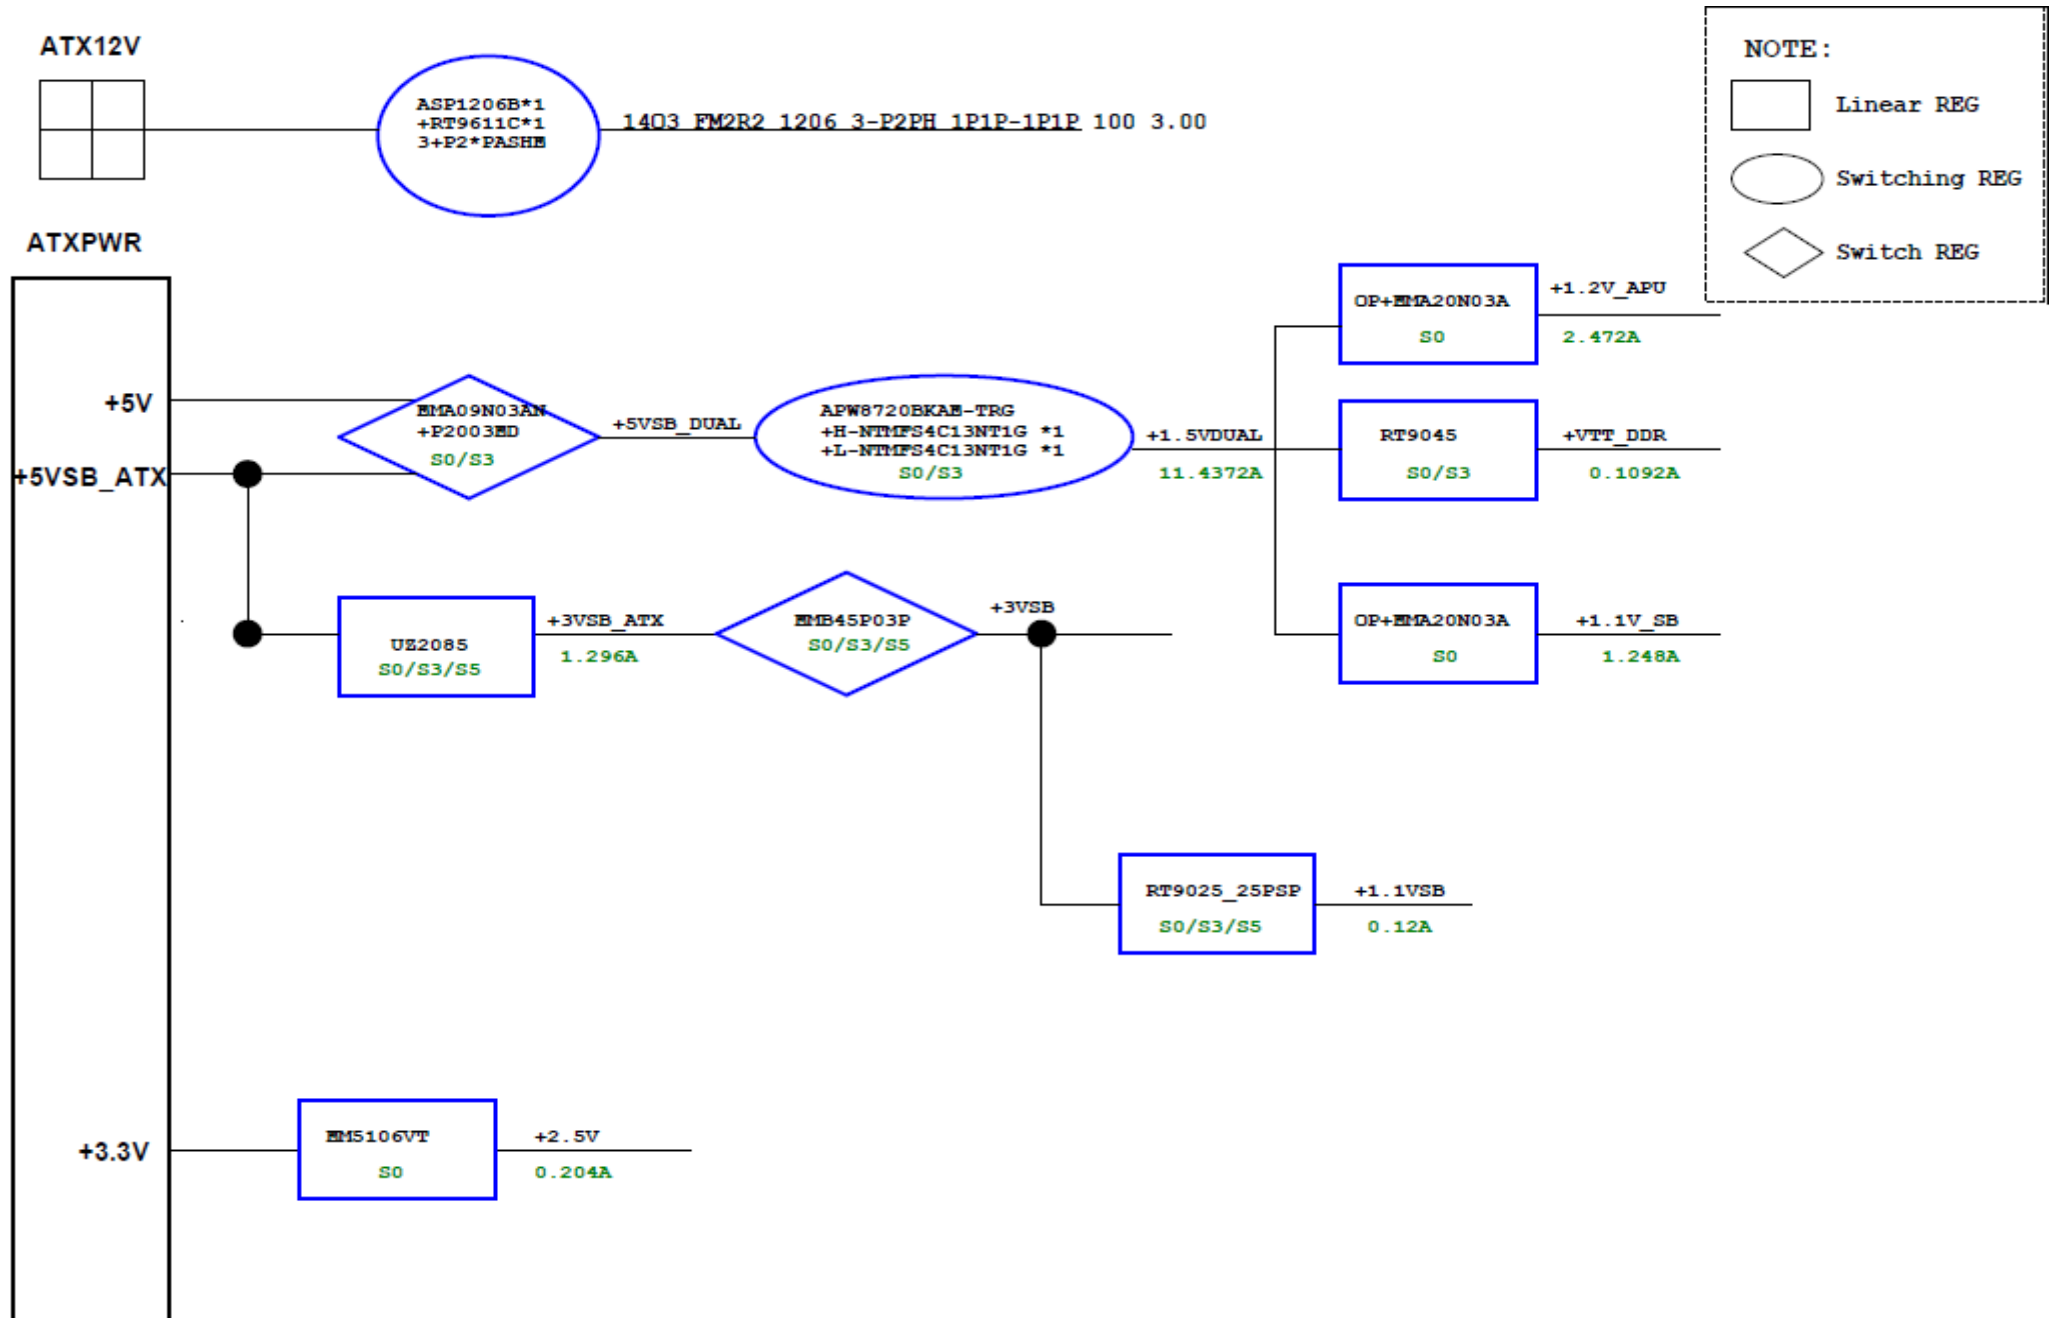 ATX12V
ASP1206B*1
+RT9611C*1
3+P2*PASHE
14O3 FM2R2 1206 3-P2PH 1P1P-1P1P 100 3.00
NOTE:
Linear REG
Switching REG
Switch REG
ATXPWR
+5V
+5VSB_ATX
+3.3V
EMA09N03AN
+P2003ED
S0/S3
+5VSB_DUAL
APW8720BKAE-TRG
+H-NTMFS4C13NT1G *1
+L-NTMFS4C13NT1G *1
S0/S3
+1.5VDUAL
11.4372A
OP+EMA20N03A
S0
+1.2V_APU
2.472A
RT9045
S0/S3
+VTT_DDR
0.1092A
OP+EMA20N03A
S0
+1.1V_SB
1.248A
UZ2085
S0/S3/S5
+3VSB_ATX
1.296A
EMB45P03P
S0/S3/S5
+3VSB
RT9025_25PSP
S0/S3/S5
+1.1VSB
0.12A
EM5106VT
S0
+2.5V
0.204A